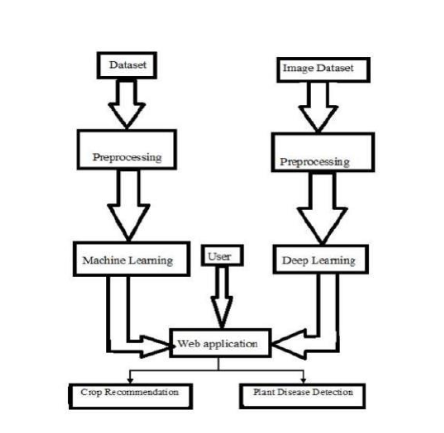 Dataset
Image Dataset
Preprocessing
Preprocessing
Machine Learning
User
Deep Learning
Web application
Crop Recommendation
Plant Disease Detection